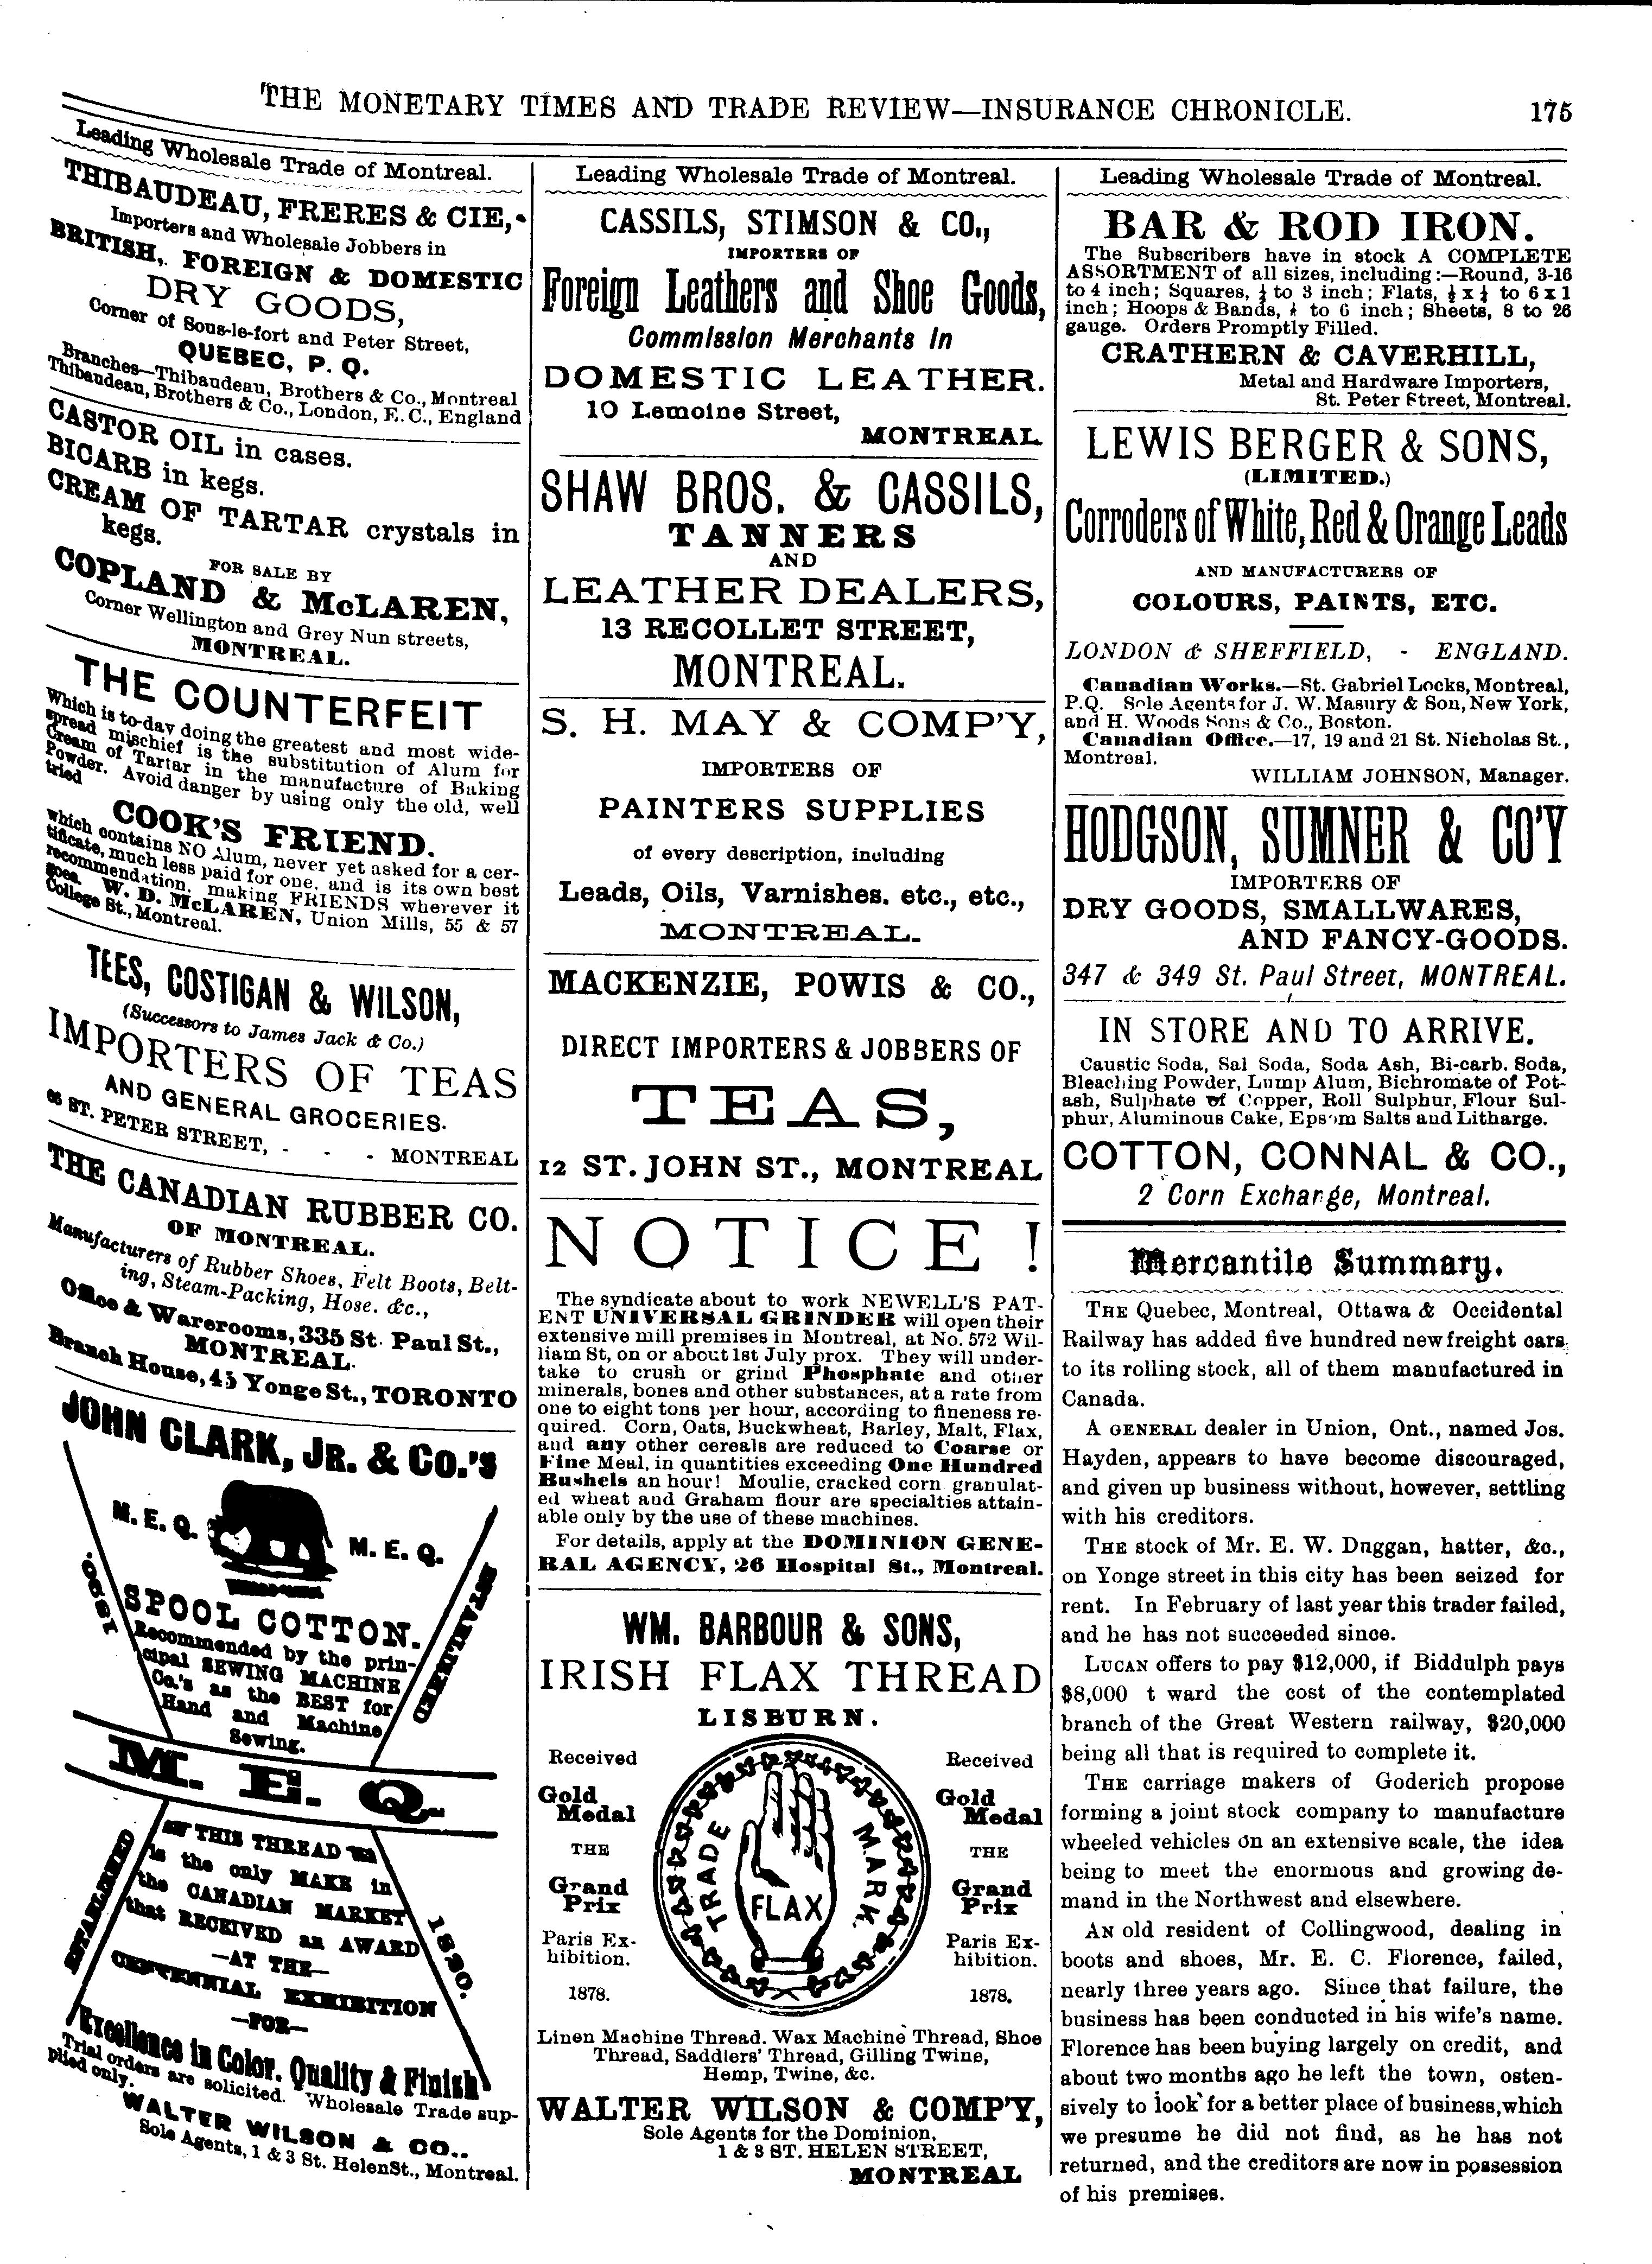 THE MONETARY TIMES AND TRADE REVIEW—INSURANCE CHRONICLE. 175
Leading Wholesale Trade of Montreal.
THIBAUDEAU, FRERES & CIE,
Importers and Wholesale Jobbers in
BRITISH, FOREIGN & DOMESTIC
DRY GOODS,
Corner of Sous-le-fort and Peter Street,
QUEBEC, P. Q.
Branches—Thibaudeau, Brothers & Co., Montreal
Thibaudeau, Brothers & Co., London, E.C., England
CASTOR OIL in cases.
BICARB in kegs.
CREAM OF TARTAR crystals in
kegs.
FOR SALE BY
COPLAND & McLAREN,
Corner Wellington and Grey Nun streets,
MONTREAL.
THE COUNTERFEIT
Which is to-day doing the greatest and most wide-
spread mischief is the substitution of Alum for
Cream of Tartar in the manufacture of Baking
Powder. Avoid danger by using only the old, well
tried
COOK'S FRIEND.
which contains NO Alum, never yet asked for a cer-
tificate, much less paid for one, and is its own best
recommendation, making FRIENDS wherever it
goes. W. D. McLAREN, Union Mills, 55 & 57
College St., Montreal.
TEES, COSTIGAN & WILSON,
(Successors to James Jack & Co.)
IMPORTERS OF TEAS
AND GENERAL GROCERIES.
66 ST. PETER STREET, - - - MONTREAL
THE CANADIAN RUBBER CO.
OF MONTREAL.
Manufacturers of Rubber Shoes, Felt Boots, Belt-
ing, Steam-Packing, Hose. &c.,
Office & Warerooms, 335 St. Paul St.,
MONTREAL.
Branch House, 45 Yonge St., TORONTO
JOHN CLARK, JR. & CO.'S
M. E. Q. M. E. Q.
SPOOL COTTON.
Recommended by the prin-
cipal SEWING MACHINE
Co.'s as the BEST for
Hand and Machine
Sewing.
ESTABLISHED
1820.
M. E. Q.
THIS THREAD
is the only MAKE in
the CANADIAN MARKET
that RECEIVED an AWARD
—AT THE—
CENTENNIAL EXHIBITION
—FOR—
Excellence in Color, Quality & Finish
ESTABLISHED
1820.
Trial orders are solicited. Wholesale Trade sup-
plied only.
WALTER WILSON & CO..
Sole Agents, 1 & 3 St. Helen St., Montreal.
Leading Wholesale Trade of Montreal.
CASSILS, STIMSON & CO.,
IMPORTERS OF
Foreign Leathers and Shoe Goods,
Commission Merchants in
DOMESTIC LEATHER.
10 Lemoine Street,
MONTREAL
SHAW BROS. & CASSILS,
TANNERS
AND
LEATHER DEALERS,
13 RECOLLET STREET,
MONTREAL.
S. H. MAY & COMP'Y,
IMPORTERS OF
PAINTERS SUPPLIES
of every description, including
Leads, Oils, Varnishes. etc., etc.,
MONTREAL.
MACKENZIE, POWIS & CO.,
DIRECT IMPORTERS & JOBBERS OF
TEAS,
12 ST. JOHN ST., MONTREAL
NOTICE!
The syndicate about to work NEWELL'S PAT-
ENT UNIVERSAL GRINDER will open their
extensive mill premises in Montreal, at No. 572 Wil-
liam St, on or about 1st July prox. They will under-
take to crush or grind Phosphate and other
minerals, bones and other substances, at a rate from
one to eight tons per hour, according to fineness re-
quired. Corn, Oats, Buckwheat, Barley, Malt, Flax,
and any other cereals are reduced to Coarse or
Fine Meal, in quantities exceeding One Hundred
Bushels an hour! Moulie, cracked corn granulat-
ed wheat and Graham flour are specialties attain-
able only by the use of these machines.
For details, apply at the DOMINION GENE-
RAL AGENCY, 26 Hospital St., Montreal.
WM. BARBOUR & SONS,
IRISH FLAX THREAD
LISBURN.
Received
Gold
Medal
THE
Grand
Prix
Paris Ex-
hibition.
1878.
TRADE MARK.
FLAX
Received
Gold
Medal
THE
Grand
Prix
Paris Ex-
hibition.
1878.
Linen Machine Thread. Wax Machine Thread, Shoe
Thread, Saddlers' Thread, Gilling Twine,
Hemp, Twine, &c.
WALTER WILSON & COMP'Y,
Sole Agents for the Dominion,
1 & 3 ST. HELEN STREET,
MONTREAL
Leading Wholesale Trade of Montreal.
BAR & ROD IRON.
The Subscribers have in stock A COMPLETE
ASSORTMENT of all sizes, including:—Round, 3-16
to 4 inch; Squares, to 3 inch; Flats, to 6 x 1
inch; Hoops & Bands, to 6 inch; Sheets, 8 to 26
gauge. Orders Promptly Filled.
CRATHERN & CAVERHILL,
Metal and Hardware Importers,
St. Peter Street, Montreal.
LEWIS BERGER & SONS,
(LIMITED.)
Corroders of White, Red & Orange Leads
AND MANUFACTURERS OF
COLOURS, PAINTS, ETC.
LONDON & SHEFFIELD, - ENGLAND.
Canadian Works.—St. Gabriel Locks, Montreal,
P.Q. Sole Agents for J. W. Masury & Son, New York,
and H. Woods Sons & Co., Boston.
Canadian Office.—17, 19 and 21 St. Nicholas St.,
Montreal.
WILLIAM JOHNSON, Manager.
HODGSON, SUMNER & CO'Y
IMPORTERS OF
DRY GOODS, SMALLWARES,
AND FANCY-GOODS.
347 & 349 St. Paul Street, MONTREAL.
IN STORE AND TO ARRIVE.
Caustic Soda, Sal Soda, Soda Ash, Bi-carb. Soda,
Bleaching Powder, Lump Alum, Bichromate of Pot-
ash, Sulphate of Copper, Roll Sulphur, Flour Sul-
phur, Aluminous Cake, Epsom Salts and Litharge.
COTTON, CONNAL & CO.,
2 Corn Exchange, Montreal.
Mercantile Summary.
THE Quebec, Montreal, Ottawa & Occidental
Railway has added five hundred new freight cars
to its rolling stock, all of them manufactured in
Canada.
A GENERAL dealer in Union, Ont., named Jos.
Hayden, appears to have become discouraged,
and given up business without, however, settling
with his creditors.
THE stock of Mr. E. W. Duggan, hatter, &c.,
on Yonge street in this city has been seized for
rent. In February of last year this trader failed,
and he has not succeeded since.
LUCAN offers to pay $12,000, if Biddulph pays
$8,000 t ward the cost of the contemplated
branch of the Great Western railway, $20,000
being all that is required to complete it.
THE carriage makers of Goderich propose
forming a joint stock company to manufacture
wheeled vehicles on an extensive scale, the idea
being to meet the enormous and growing de-
mand in the Northwest and elsewhere.
AN old resident of Collingwood, dealing in
boots and shoes, Mr. E. C. Florence, failed,
nearly three years ago. Since that failure, the
business has been conducted in his wife's name.
Florence has been buying largely on credit, and
about two months ago he left the town, osten-
sively to look for a better place of business, which
we presume he did not find, as he has not
returned, and the creditors are now in possession
of his premises.